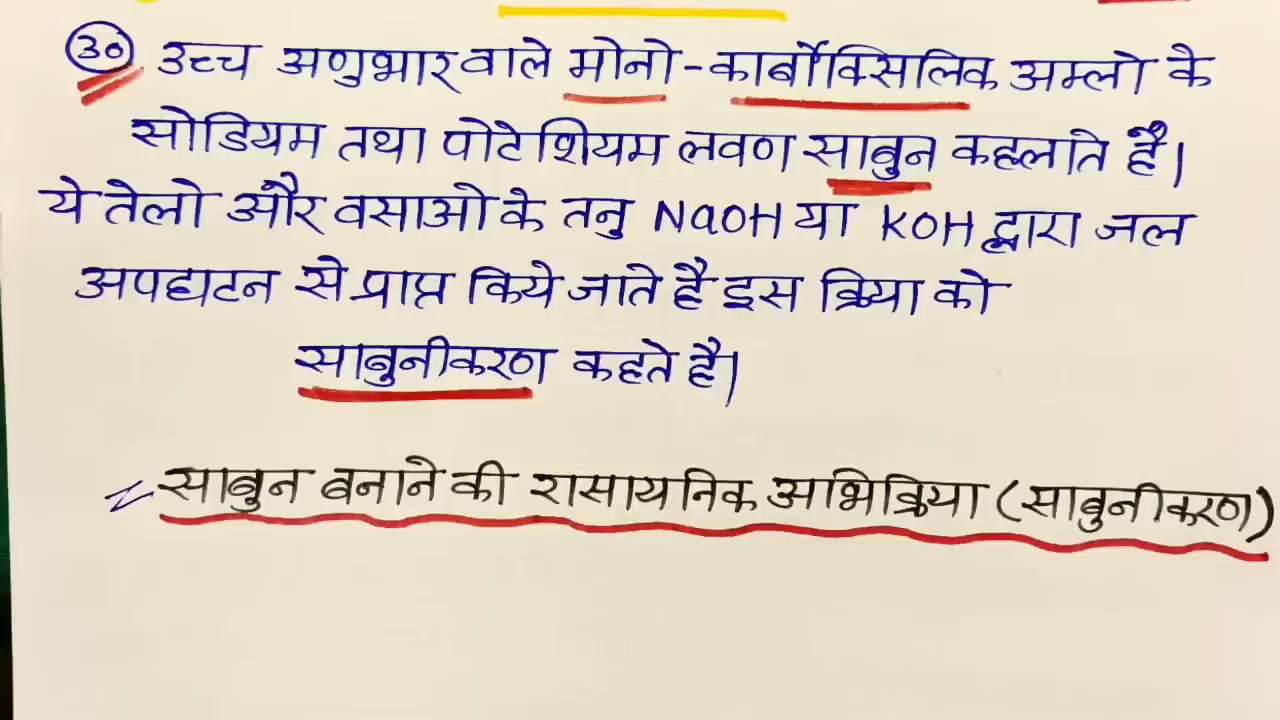 (30) उच्च अणुभार वाले मोनो-कार्बोक्सिलिक अम्लो के
सोडियम तथा पोटेशियम लवण साबुन कहलाते है।
ये तेलो और वसाओ के तनु NaOH या KOH द्वारा जल
अपघटन से प्राप्त किये जाते है इस क्रिया को
साबुनीकरण कहते है।
साबुन बनाने की रासायनिक अभिक्रिया (साबुनीकरण)